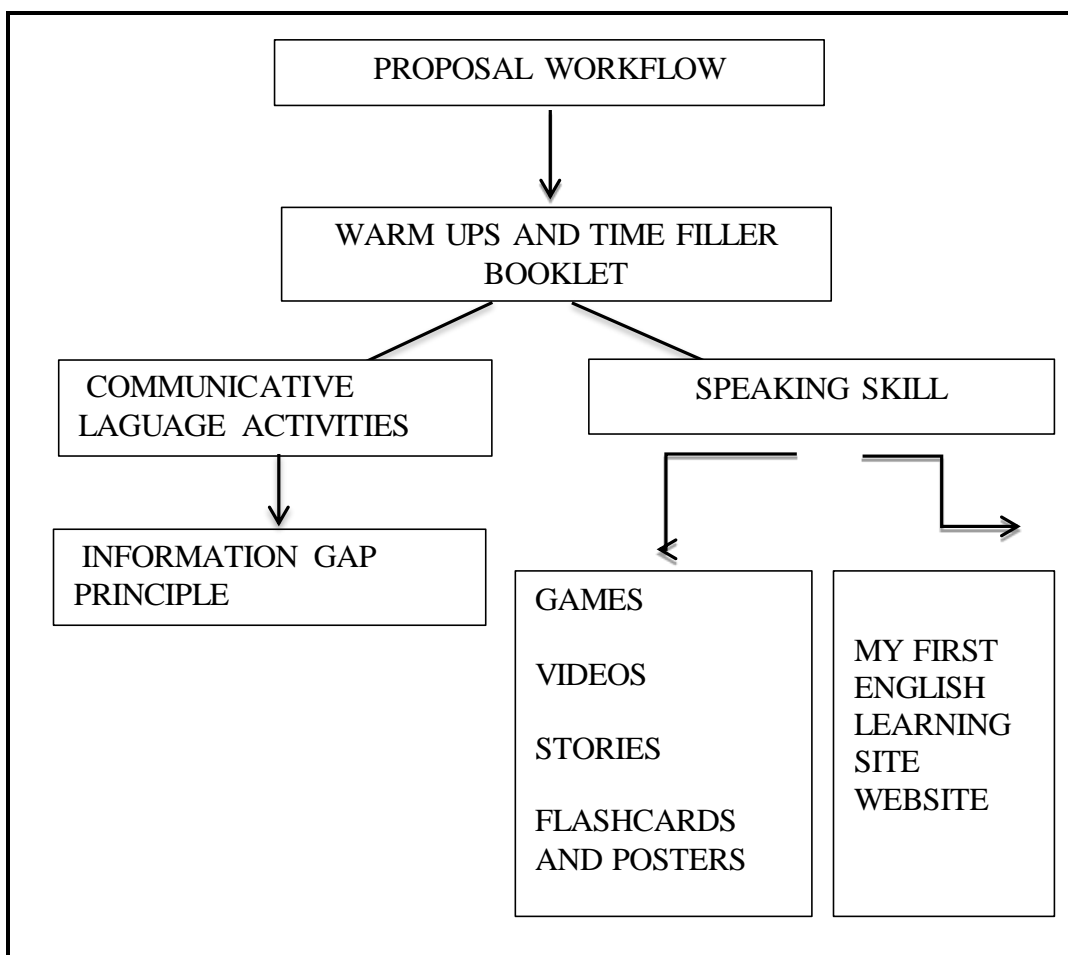 PROPOSAL WORKFLOW
WARM UPS AND TIME FILLER
BOOKLET
COMMUNICATIVE
LAGUAGE ACTIVITIES
SPEAKING SKILL
INFORMATION GAP
PRINCIPLE
GAMES
VIDEOS
STORIES
FLASHCARDS
AND POSTERS
MY FIRST
ENGLISH
LEARNING
SITE
WEBSITE